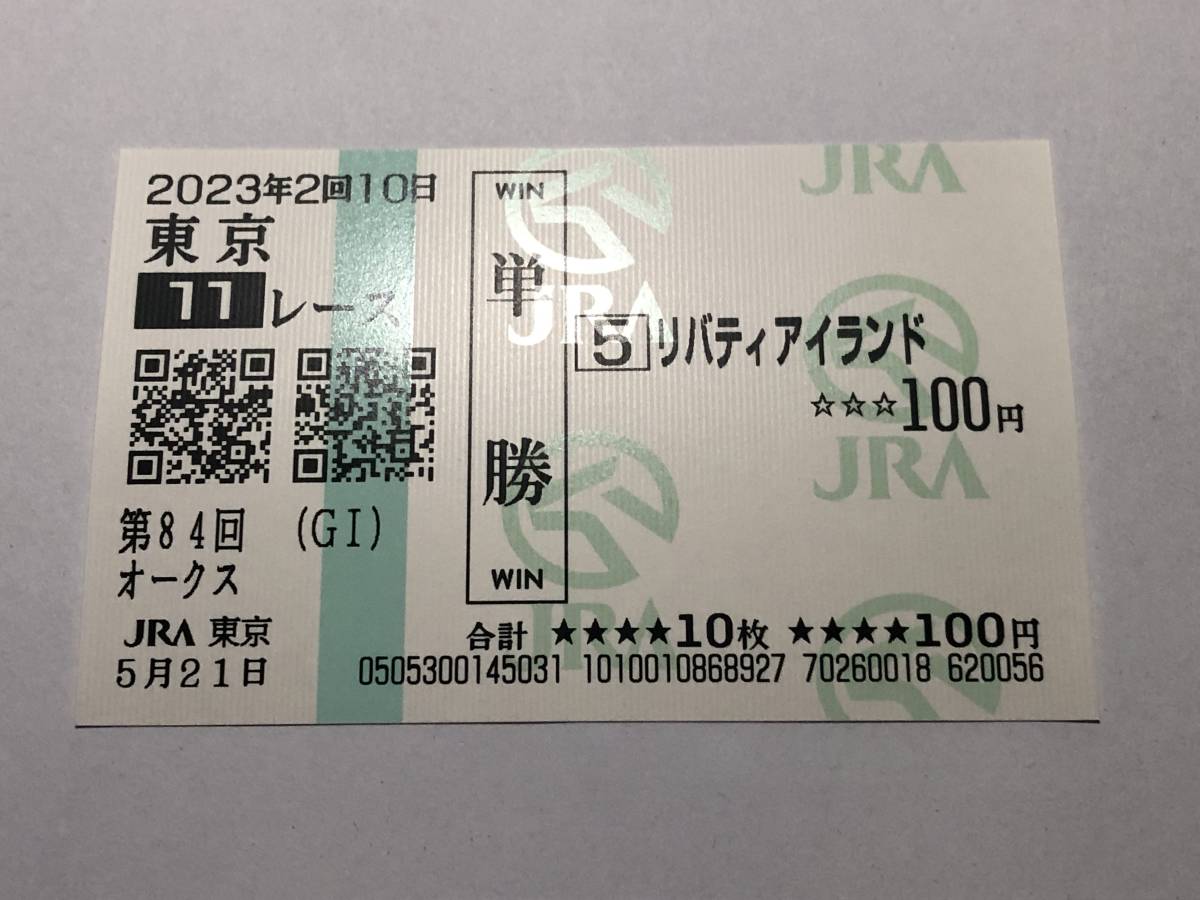 2023年2回10日
東京
11レース
第84回 (GI)
オークス
JRA 東京
5月21日
WIN
単勝
WIN
5 リバティアイランド
☆☆☆100円
合計 ★★★★10枚 ★★★★100円
0505300145031 1010010868927 70260018 620056
JRA
JRA
JRA
JRA